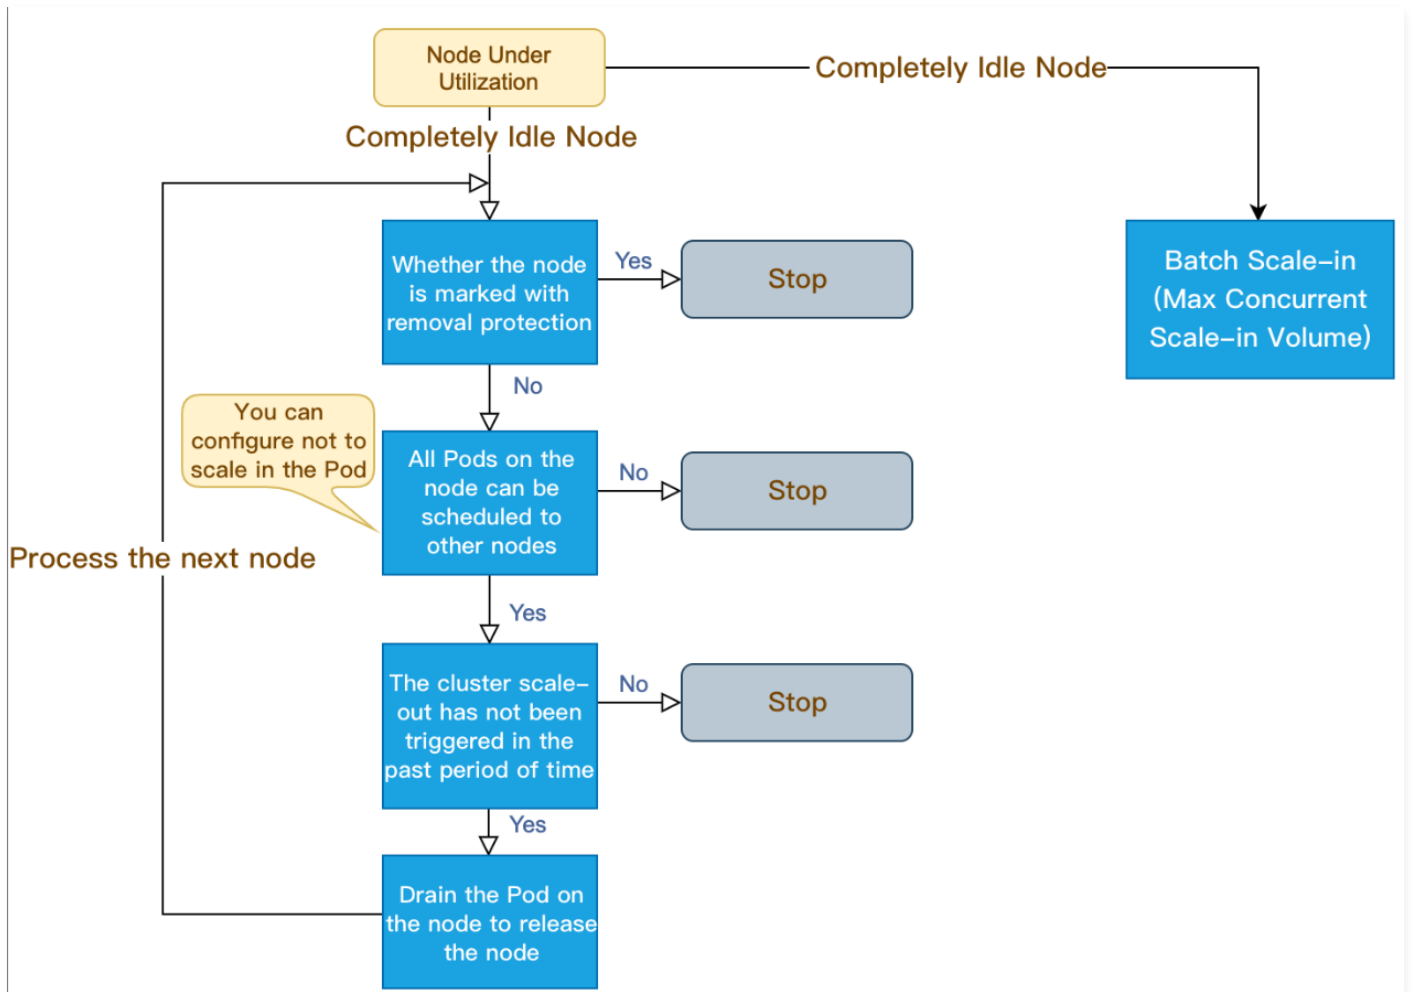 Node Under
Utilization
Completely Idle Node
Completely Idle Node
Whether the node
is marked with
removal protection
Yes
Stop
Batch Scale-in
(Max Concurrent
Scale-in Volume)
No
You can
configure not to
scale in the Pod
All Pods on the
node can be
scheduled to
other nodes
No
Stop
Process the next node
Yes
The cluster scale-
out has not been
triggered in the
past period of time
No
Stop
Yes
Drain the Pod on
the node to release
the node